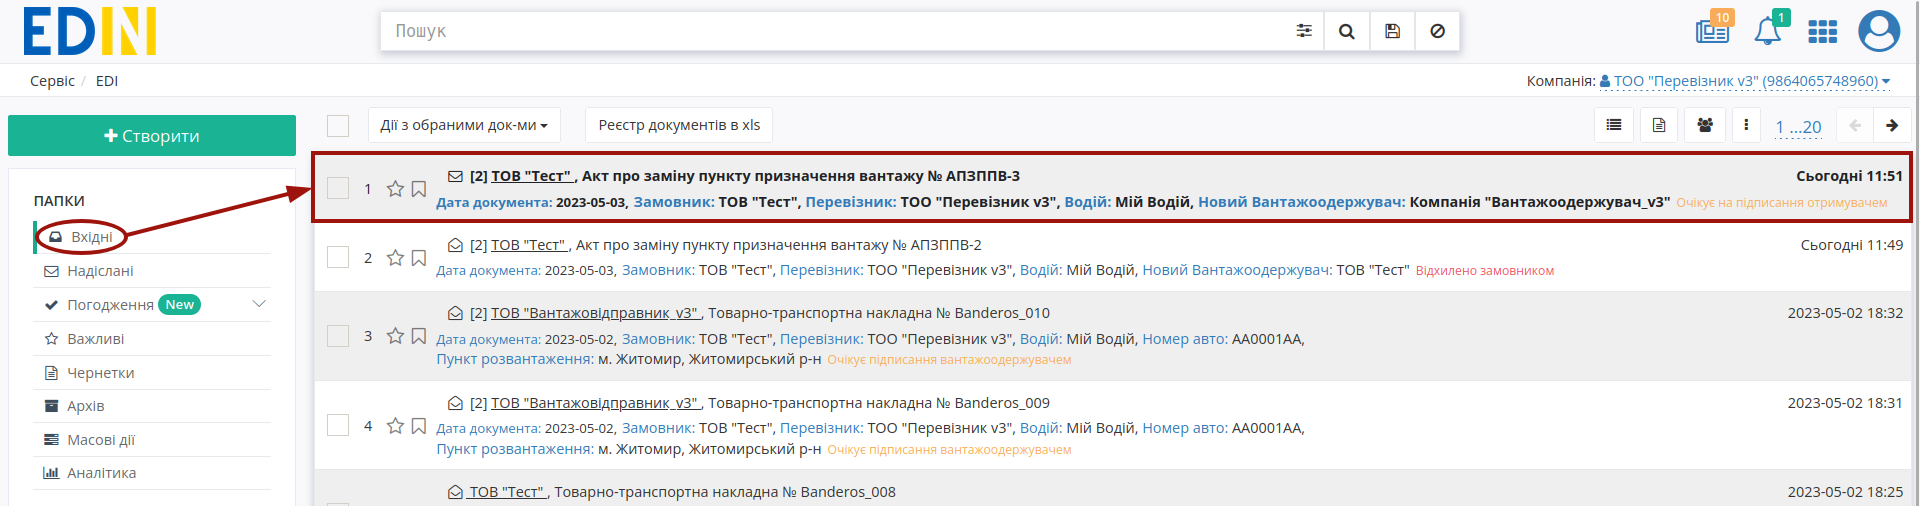 EDIN
Пошук
10
1
Сервіс / EDI
Компанія: ТОО "Перевізник v3" (9864065748960)
Створити
Дії з обраними док-ми
Реєстр документів в xls
1 ...20
ПАПКИ
Вхідні
Надіслані
Погодження New
Важливі
Чернетки
Архів
Масові дії
Аналітика
1 [2] ТОВ "Тест" , Акт про заміну пункту призначення вантажу № АПЗППВ-3 Сьогодні 11:51
Дата документа: 2023-05-03, Замовник: ТОВ "Тест", Перевізник: ТОО "Перевізник v3", Водій: Мій Водій, Новий Вантажоодержувач: Компанія "Вантажоодержувач_v3" Очікує на підписання отримувачем
2 [2] ТОВ "Тест" , Акт про заміну пункту призначення вантажу № АПЗППВ-2 Сьогодні 11:49
Дата документа: 2023-05-03, Замовник: ТОВ "Тест", Перевізник: ТОО "Перевізник v3", Водій: Мій Водій, Новий Вантажоодержувач: ТОВ "Тест" Відхилено замовником
3 [2] ТОВ "Вантажовідправник_v3" , Товарно-транспортна накладна № Banderos_010 2023-05-02 18:32
Дата документа: 2023-05-02, Замовник: ТОВ "Тест", Перевізник: ТОО "Перевізник v3", Водій: Мій Водій, Номер авто: АА0001АА,
Пункт розвантаження: м. Житомир, Житомирський р-н Очікує підписання вантажоодержувачем
4 [2] ТОВ "Вантажовідправник_v3" , Товарно-транспортна накладна № Banderos_009 2023-05-02 18:31
Дата документа: 2023-05-02, Замовник: ТОВ "Тест", Перевізник: ТОО "Перевізник v3", Водій: Мій Водій, Номер авто: АА0001АА,
Пункт розвантаження: м. Житомир, Житомирський р-н Очікує підписання вантажоодержувачем
ТОВ "Тест" , Товарно-транспортна накладна № Banderos_008 2023-05-02 18:25